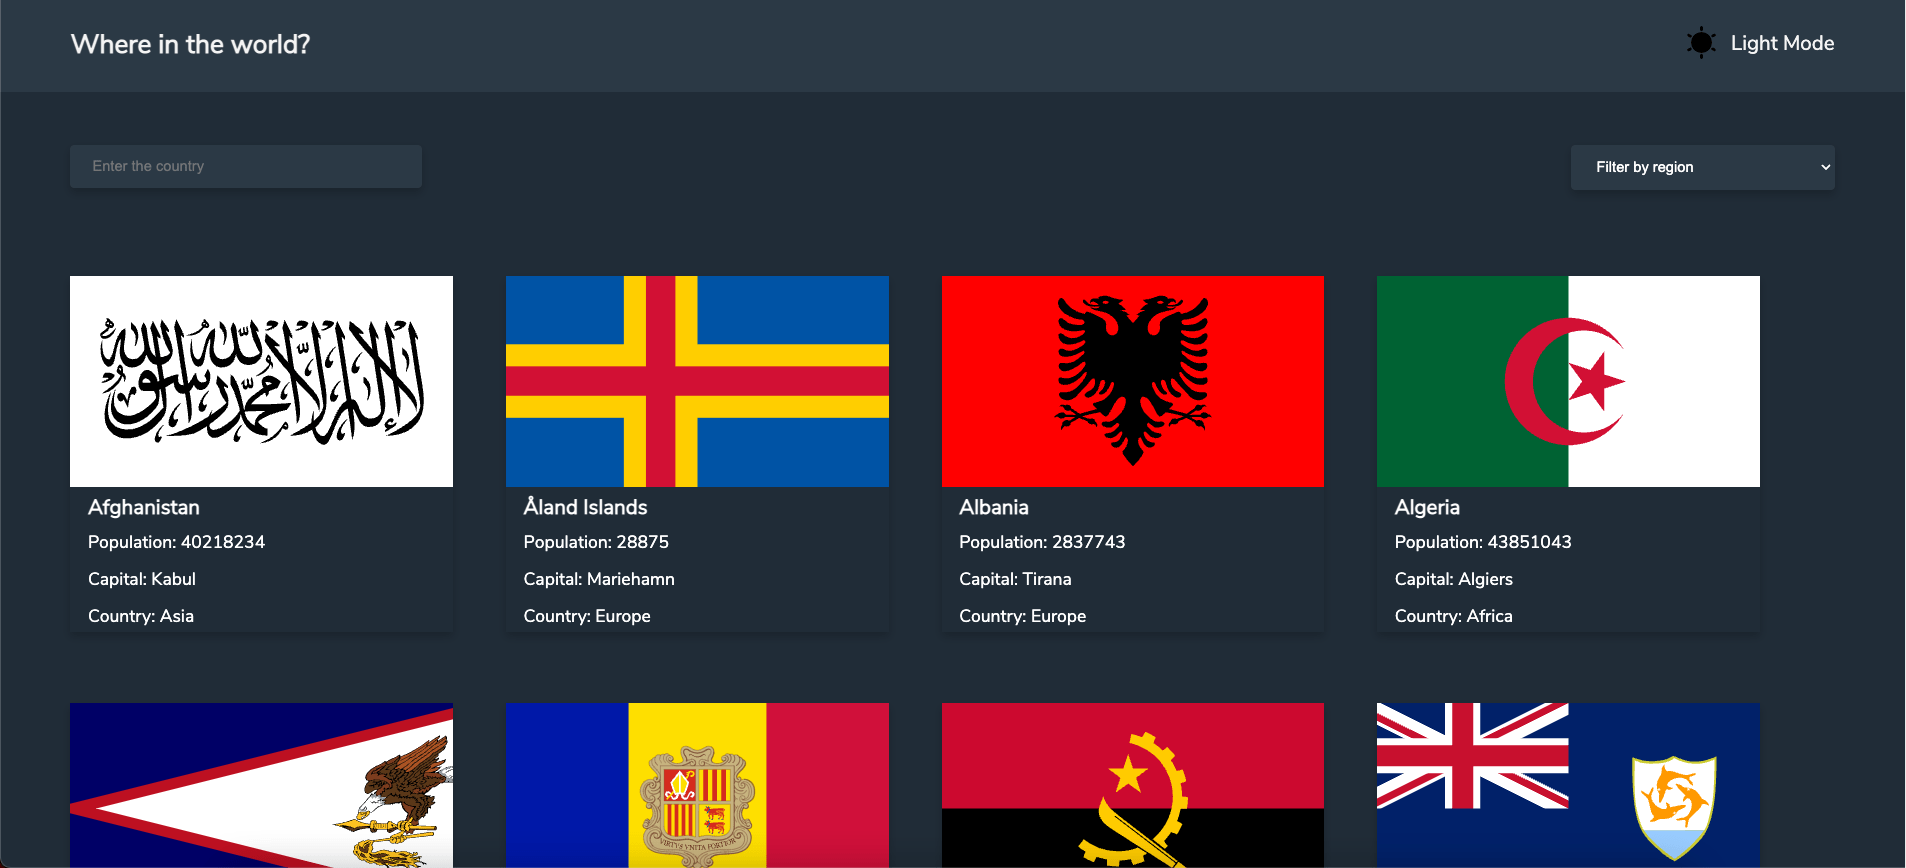 Where in the world?
Light Mode
Enter the country
Filter by region
لا إله إلا الله محمد رسول الله
Afghanistan
Population: 40218234
Capital: Kabul
Country: Asia
Åland Islands
Population: 28875
Capital: Mariehamn
Country: Europe
Albania
Population: 2837743
Capital: Tirana
Country: Europe
Algeria
Population: 43851043
Capital: Algiers
Country: Africa
VIRTVS VNITA FORTIOR